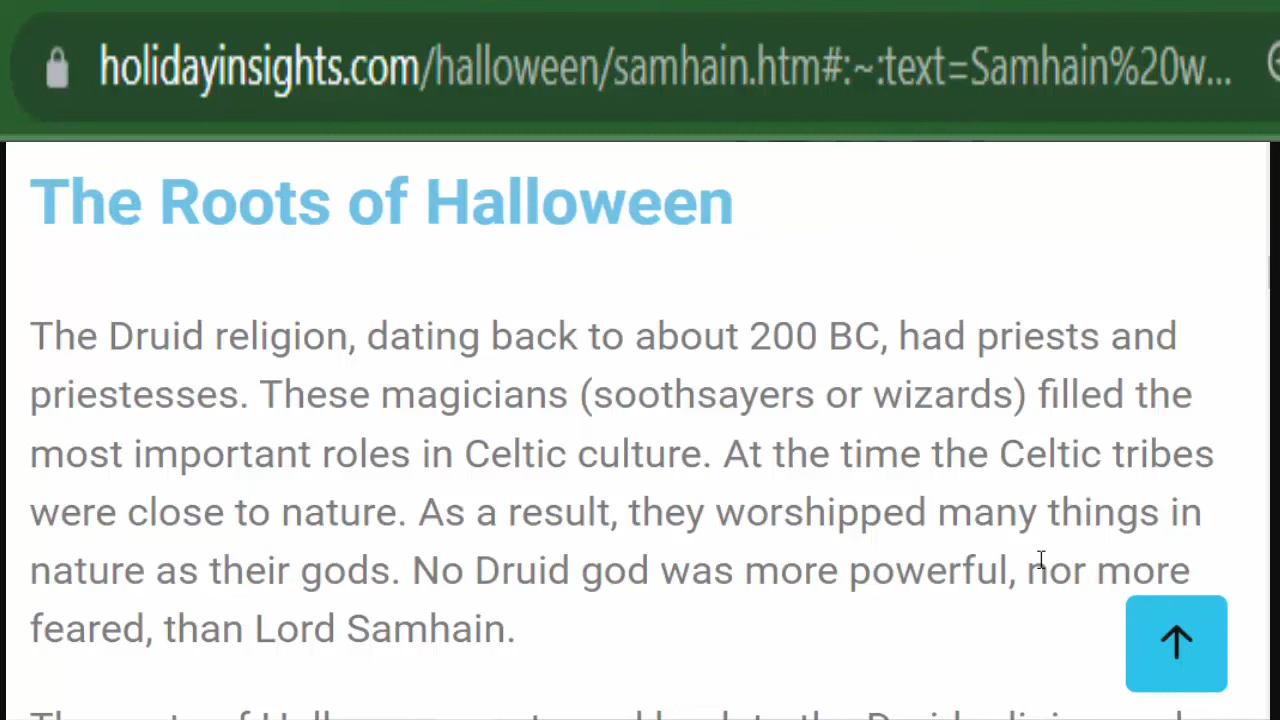 holidayinsights.com/halloween/samhain.htm#:~:text=Samhain%20w...
The Roots of Halloween
The Druid religion, dating back to about 200 BC, had priests and
priestesses. These magicians (soothsayers or wizards) filled the
most important roles in Celtic culture. At the time the Celtic tribes
were close to nature. As a result, they worshipped many things in
nature as their gods. No Druid god was more powerful, nor more
feared, than Lord Samhain.